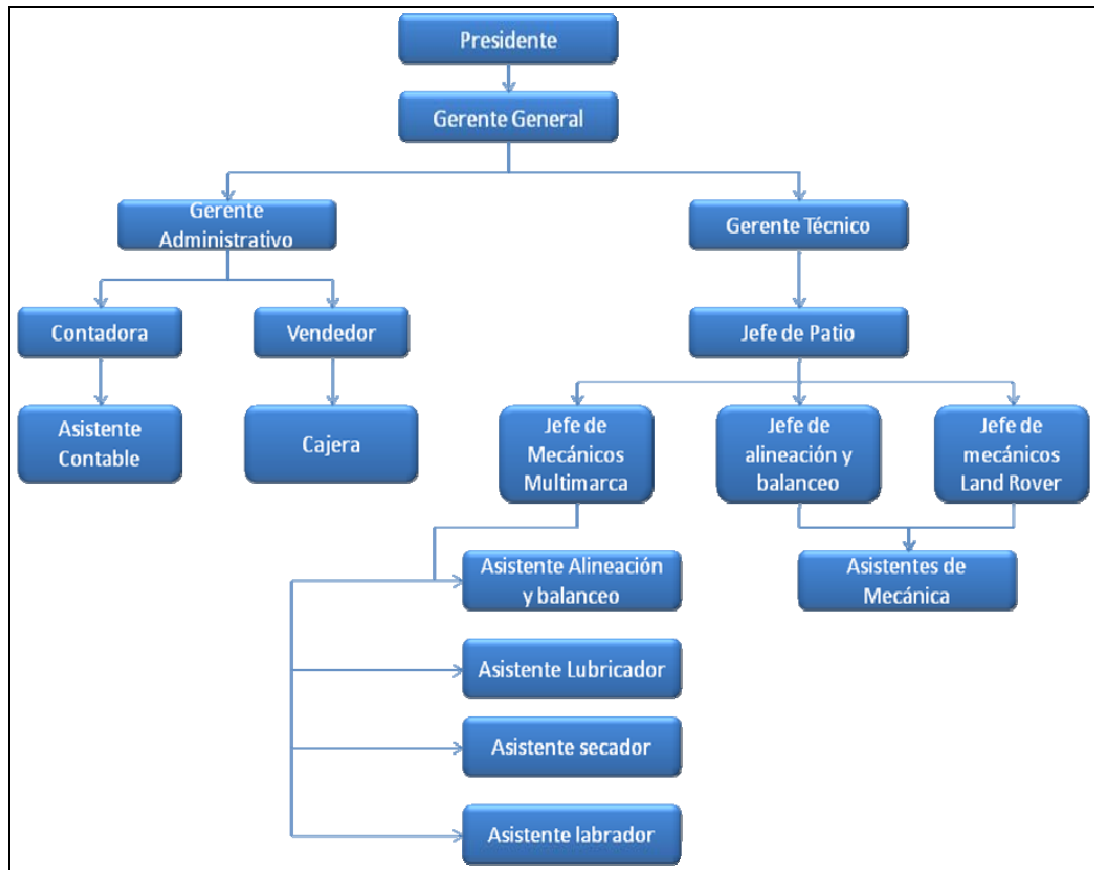 Presidente
Gerente General
Gerente
Administrativo
Gerente Técnico
Contadora
Vendedor
Jefe de Patio
Asistente
Contable
Cajera
Jefe de
Mecánicos
Multimarca
Jefe de
alineación y
balanceo
Jefe de
mecánicos
Land Rover
Asistente Alineación
y balanceo
Asistentes de
Mecánica
Asistente Lubricador
Asistente secador
Asistente labrador